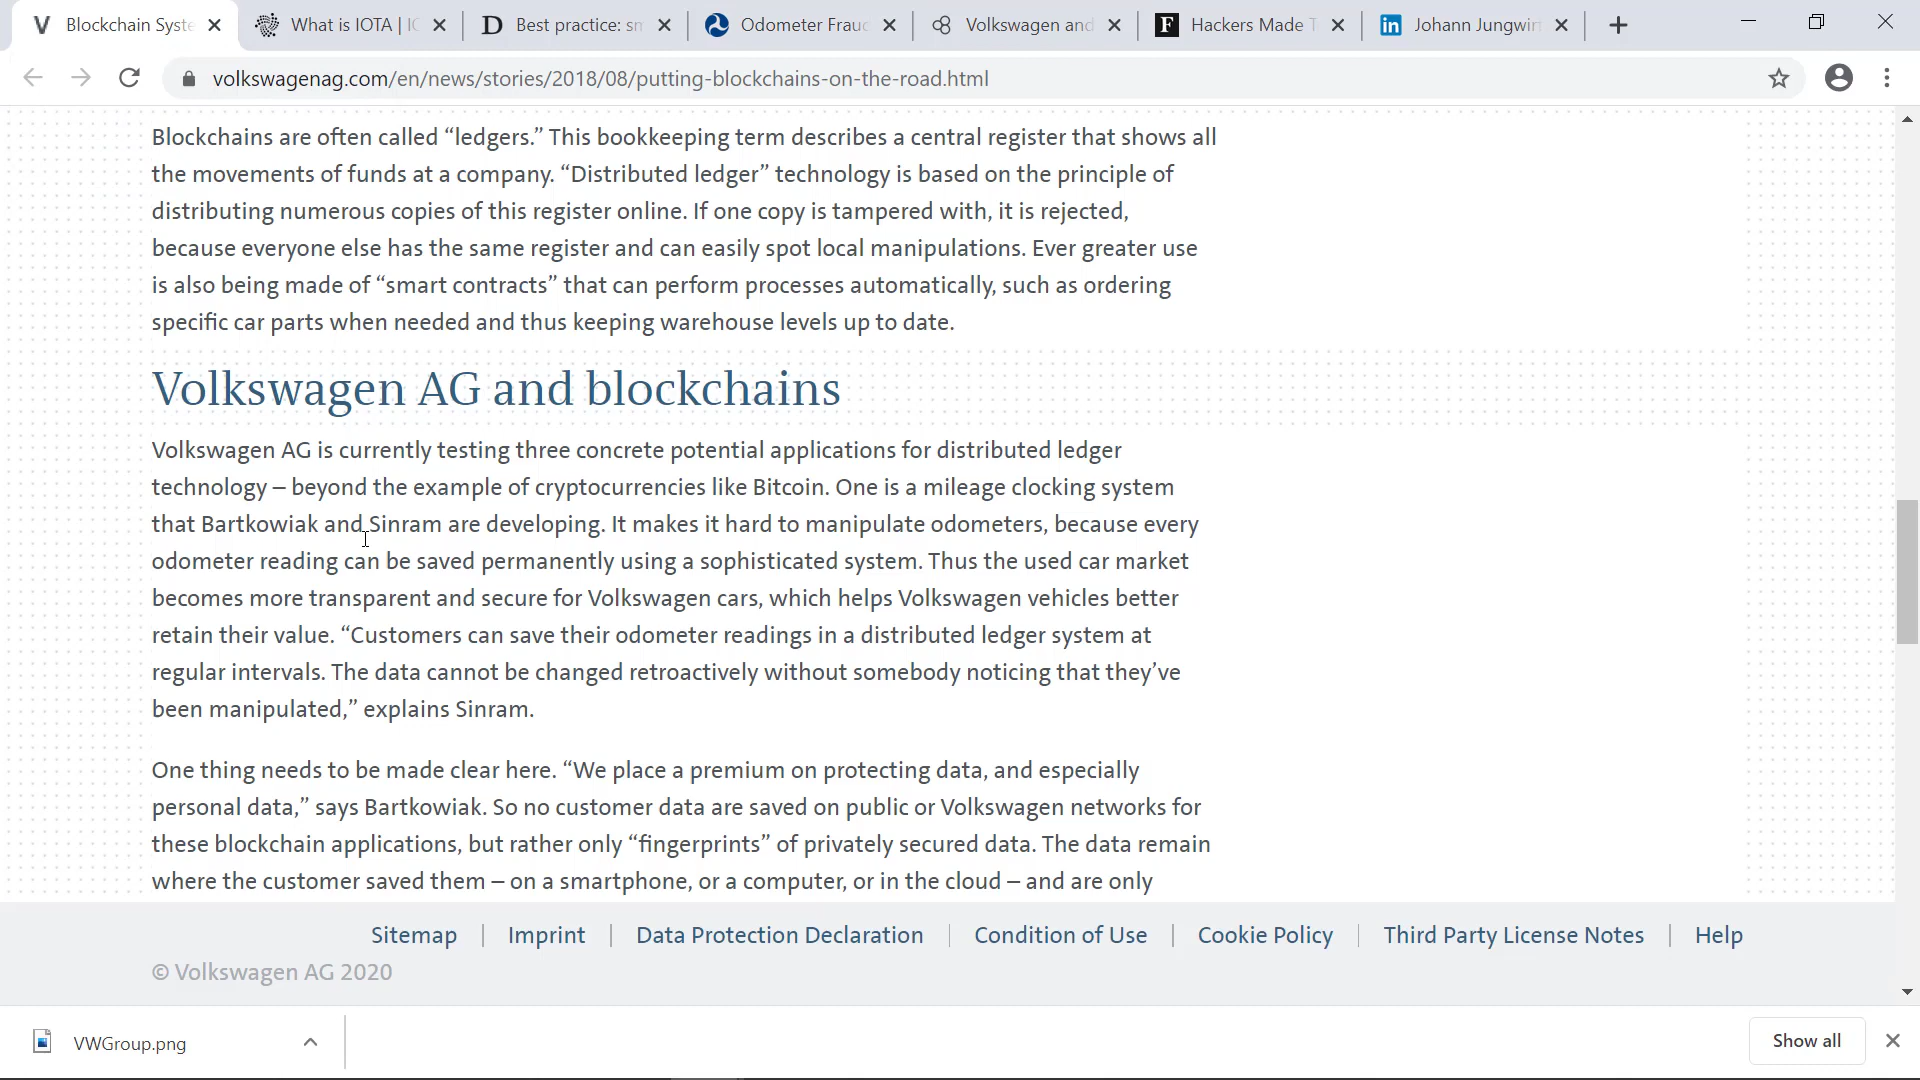 Blockchain Syste
What is IOTA | IO
Best practice: sm
Odometer Frauc
Volkswagen and
Hackers Made T
Johann Jungwirt
volkswagenag.com/en/news/stories/2018/08/putting-blockchains-on-the-road.html
Blockchains are often called “ledgers.” This bookkeeping term describes a central register that shows all
the movements of funds at a company. “Distributed ledger” technology is based on the principle of
distributing numerous copies of this register online. If one copy is tampered with, it is rejected,
because everyone else has the same register and can easily spot local manipulations. Ever greater use
is also being made of “smart contracts” that can perform processes automatically, such as ordering
specific car parts when needed and thus keeping warehouse levels up to date.
Volkswagen AG and blockchains
Volkswagen AG is currently testing three concrete potential applications for distributed ledger
technology – beyond the example of cryptocurrencies like Bitcoin. One is a mileage clocking system
that Bartkowiak and Sinram are developing. It makes it hard to manipulate odometers, because every
odometer reading can be saved permanently using a sophisticated system. Thus the used car market
becomes more transparent and secure for Volkswagen cars, which helps Volkswagen vehicles better
retain their value. “Customers can save their odometer readings in a distributed ledger system at
regular intervals. The data cannot be changed retroactively without somebody noticing that they’ve
been manipulated,” explains Sinram.
One thing needs to be made clear here. “We place a premium on protecting data, and especially
personal data,” says Bartkowiak. So no customer data are saved on public or Volkswagen networks for
these blockchain applications, but rather only “fingerprints” of privately secured data. The data remain
where the customer saved them – on a smartphone, or a computer, or in the cloud – and are only
Sitemap | Imprint | Data Protection Declaration | Condition of Use | Cookie Policy | Third Party License Notes | Help
© Volkswagen AG 2020
VWGroup.png
Show all